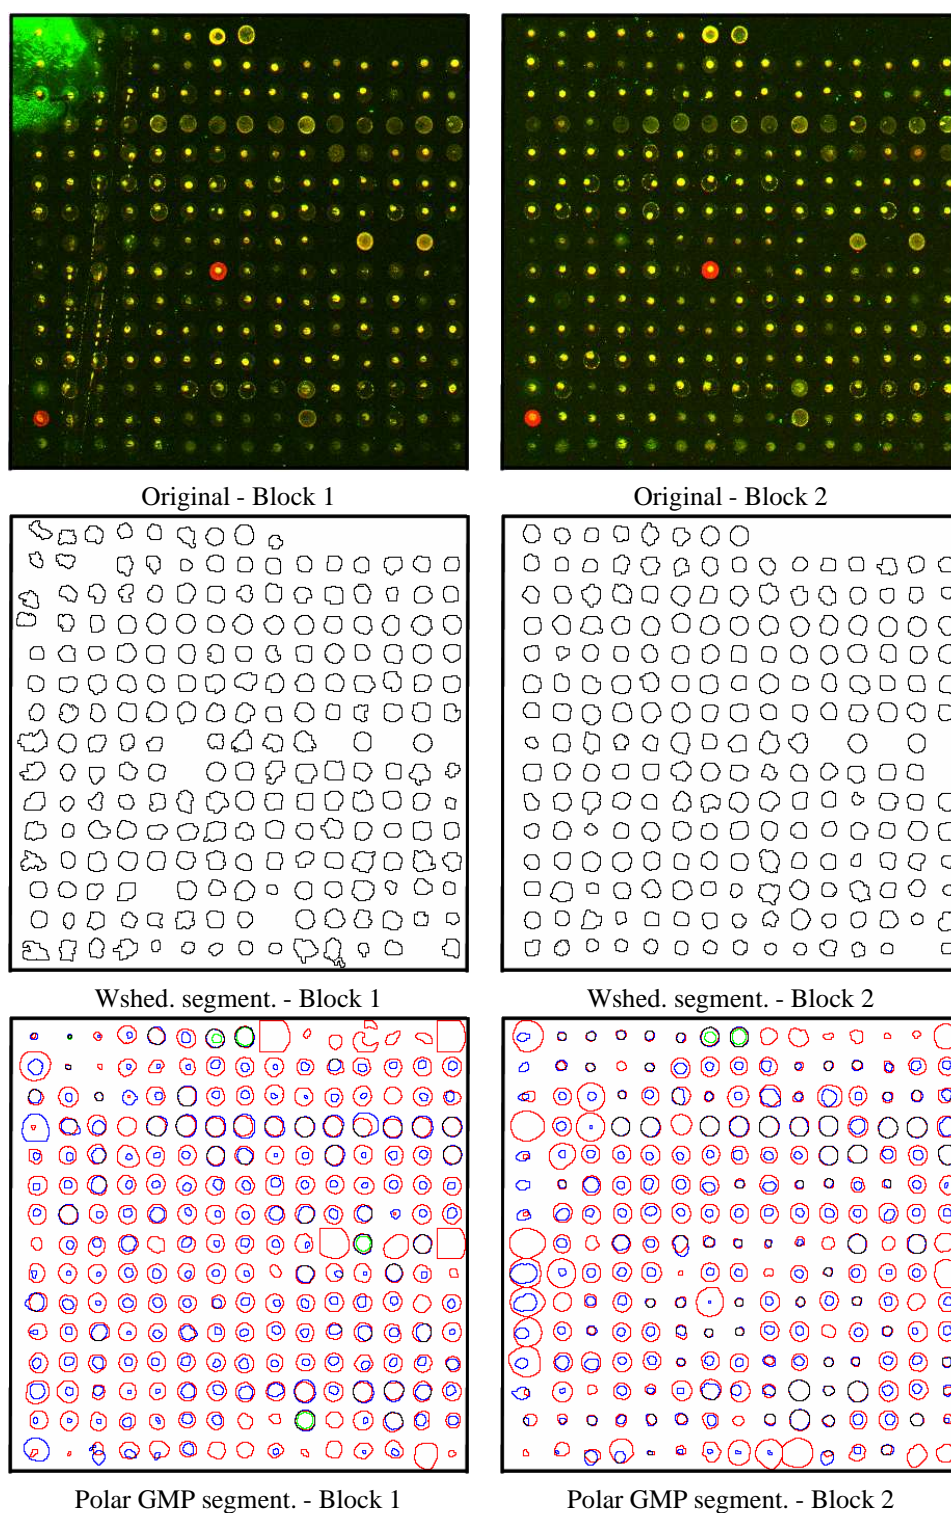 Original - Block 1
Original - Block 2
Wshed. segment. - Block 1
Wshed. segment. - Block 2
Polar GMP segment. - Block 1
Polar GMP segment. - Block 2